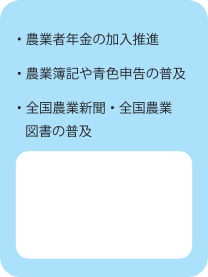 ・農業者年金の加入推進
・農業簿記や青色申告の普及
・全国農業新聞・全国農業
図書の普及